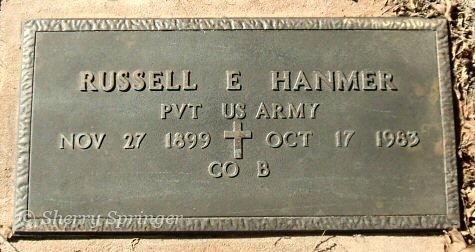 RUSSELL E HANMER
PVT US ARMY
NOV 27 1899 OCT 17 1983
CO B
© Sherry Springer